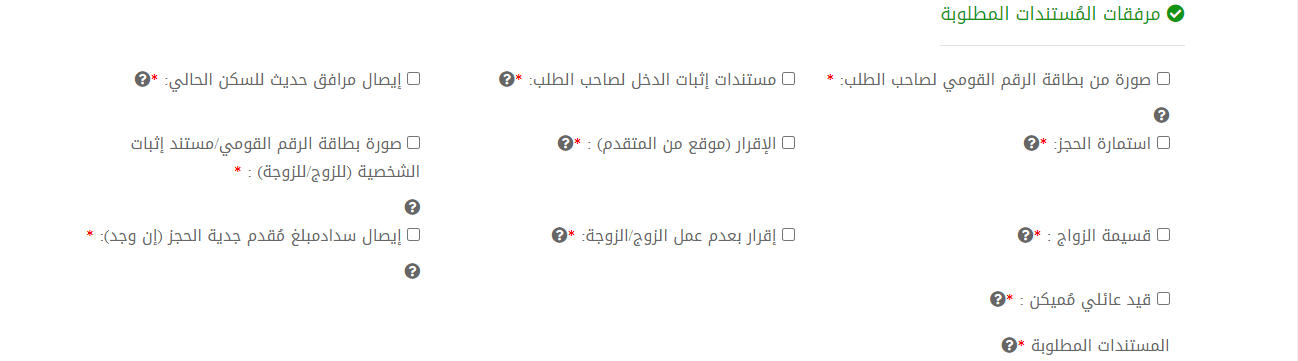 مرفقات المُستندات المطلوبة
صورة من بطاقة الرقم القومي لصاحب الطلب: *
مستندات إثبات الدخل لصاحب الطلب: *
إيصال مرافق حديث للسكن الحالي: *
استمارة الحجز: *
الإقرار (موقع من المتقدم) : *
صورة بطاقة الرقم القومي/مستند إثبات
الشخصية (للزوج/للزوجة) : *
قسيمة الزواج : *
إقرار بعدم عمل الزوج/الزوجة: *
إيصال سدادمبلغ مُقدم جدية الحجز (إن وجد): *
قيد عائلي مُميكن : *
المستندات المطلوبة *